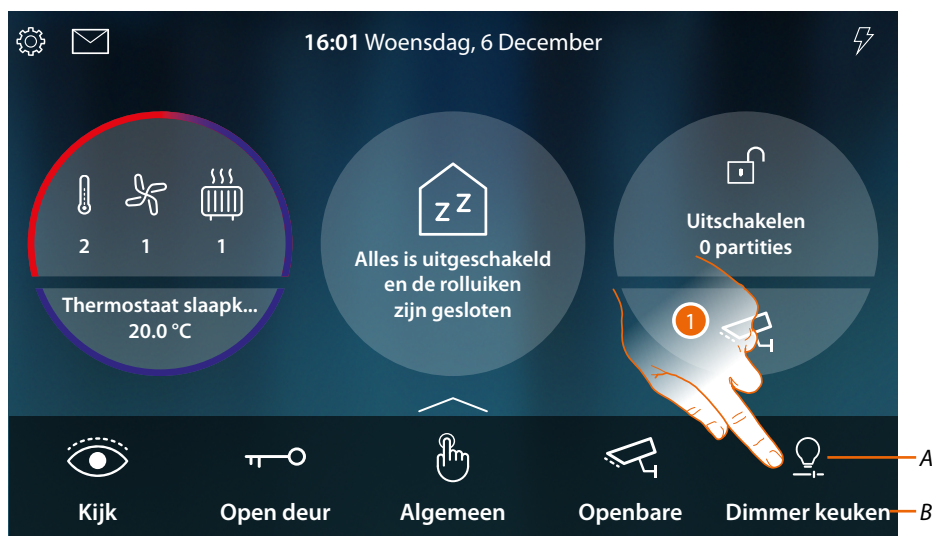 16:01 Woensdag, 6 December
2 1 1
Thermostaat slaapk...
20.0 °C
z z
Alles is uitgeschakeld
en de rolluiken
zijn gesloten
Uitschakelen
0 partities
1
A
Kijk
Open deur
Algemeen
Openbare
Dimmer keuken
B